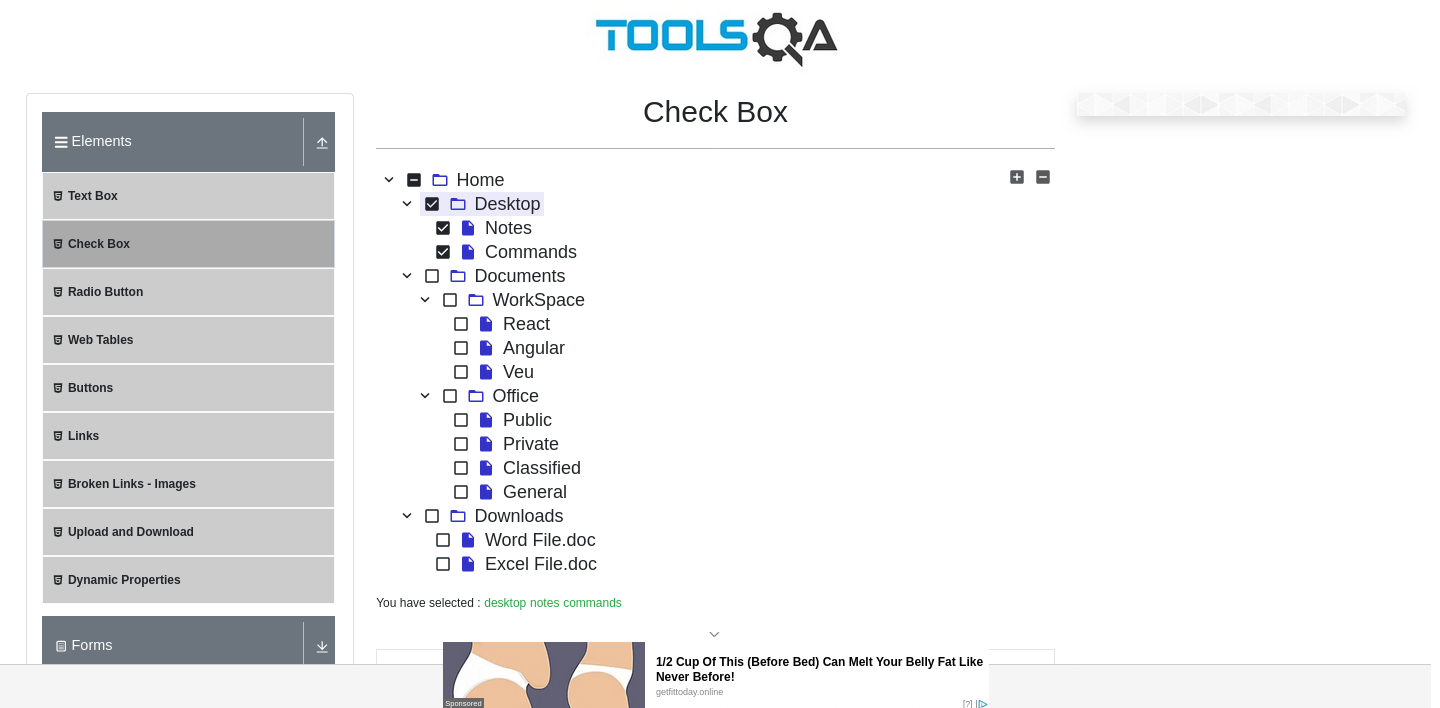 TOOLSQA
Elements
Text Box
Check Box
Radio Button
Web Tables
Buttons
Links
Broken Links - Images
Upload and Download
Dynamic Properties
Forms
Check Box
Home
Desktop
Notes
Commands
Documents
WorkSpace
React
Angular
Veu
Office
Public
Private
Classified
General
Downloads
Word File.doc
Excel File.doc
You have selected : desktop notes commands
Sponsored
1/2 Cup Of This (Before Bed) Can Melt Your Belly Fat Like
Never Before!
getfittoday.online
[?]